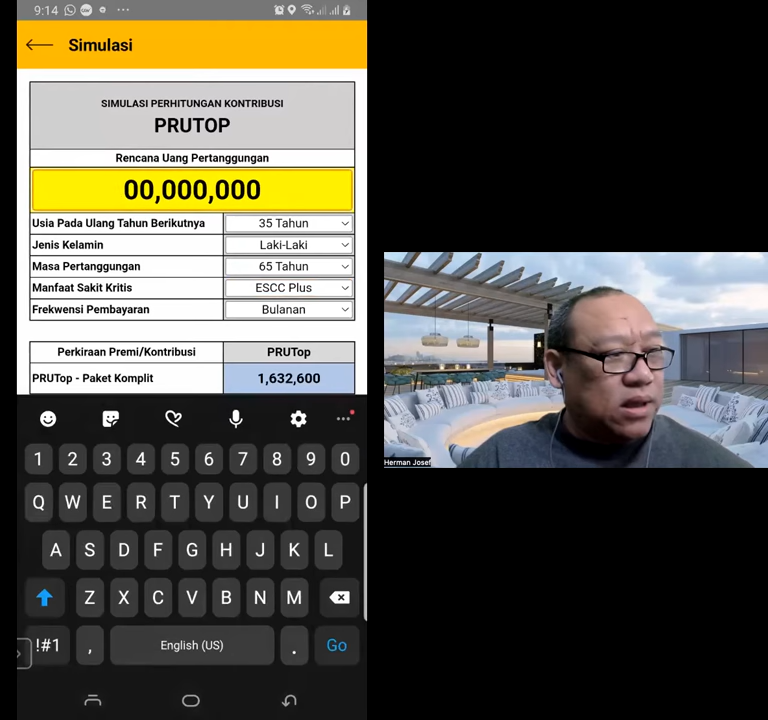 9:14
Simulasi
SIMULASI PERHITUNGAN KONTRIBUSI
PRUTOP
Rencana Uang Pertanggungan
00,000,000
Usia Pada Ulang Tahun Berikutnya 35 Tahun
Jenis Kelamin Laki-Laki
Masa Pertanggungan 65 Tahun
Manfaat Sakit Kritis ESCC Plus
Frekwensi Pembayaran Bulanan
Perkiraan Premi/Kontribusi PRUTop
PRUTop - Paket Komplit 1,632,600
1 2 3 4 5 6 7 8 9 0
Q W E R T Y U I O P
A S D F G H J K L
Z X C V B N M
!#1 , English (US) . Go
Herman Josef